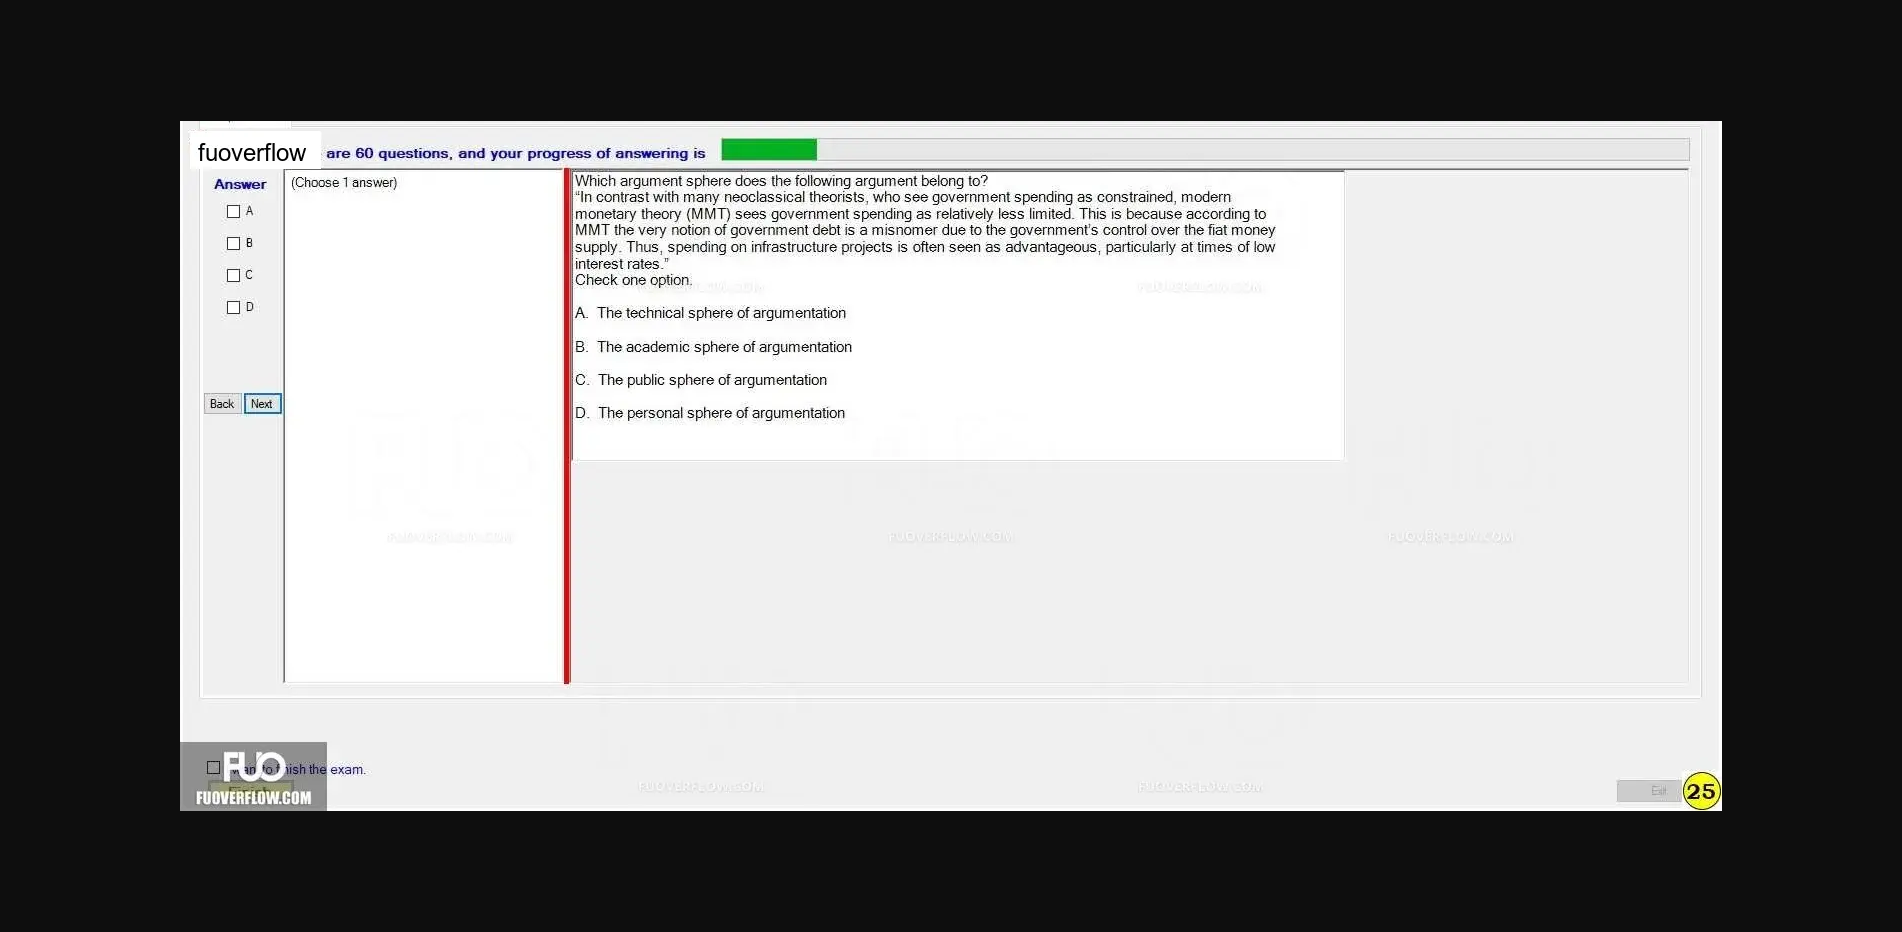 fuoverflow are 60 questions, and your progress of answering is
Answer
(Choose 1 answer)
A
B
C
D
Back Next
Which argument sphere does the following argument belong to?
“In contrast with many neoclassical theorists, who see government spending as constrained, modern
monetary theory (MMT) sees government spending as relatively less limited. This is because according to
MMT the very notion of government debt is a misnomer due to the government's control over the fiat money
supply. Thus, spending on infrastructure projects is often seen as advantageous, particularly at times of low
interest rates.”
Check one option.
FUOVERFLOW.COM FUOVERFLOW.COM
A. The technical sphere of argumentation
B. The academic sphere of argumentation
C. The public sphere of argumentation
D. The personal sphere of argumentation
FUOVERFLOW.COM FUOVERFLOW.COM FUOVERFLOW.COM
FUO
want to finish the exam.
FUOVERFLOW.COM
FUOVERFLOW.COM FUOVERFLOW.COM
Exit
25